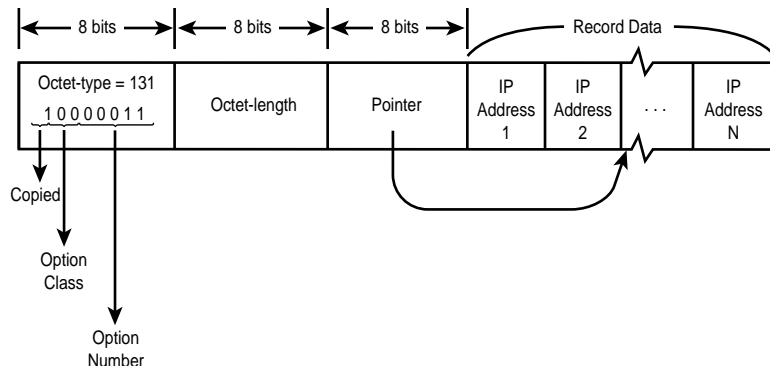 8 bits 8 bits 8 bits Record Data
Octet-type = 131
1 0 0 0 0 0 1 1
Octet-length
Pointer
IP
Address
1
IP
Address
2
. . .
IP
Address
N
Copied
Option
Class
Option
Number